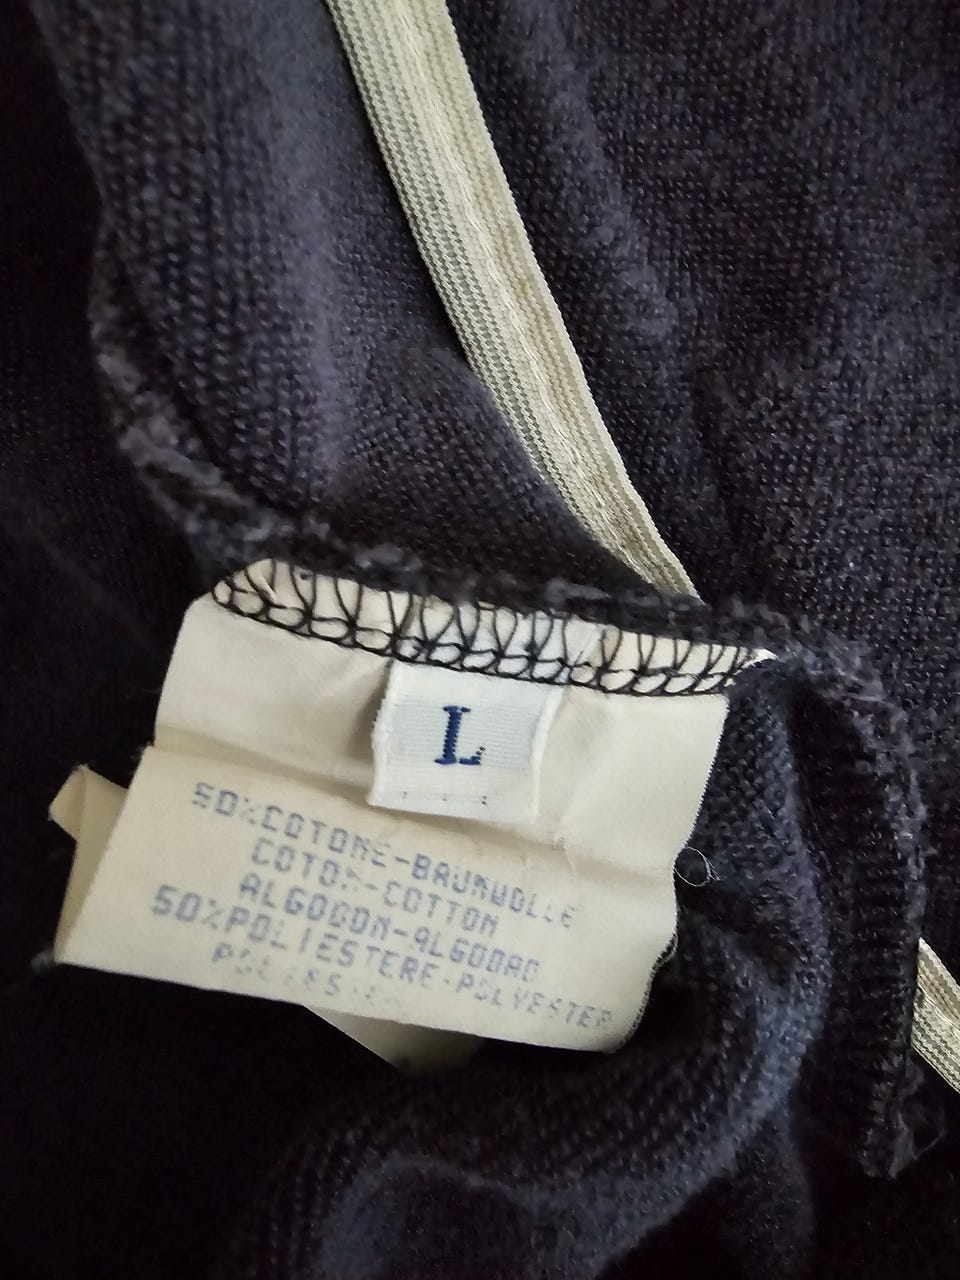 L
50%COTONE-BAUMWOLLE
COTON-COTTON
ALGODON-ALGODAO
50%POLIESTERE-POLYESTER